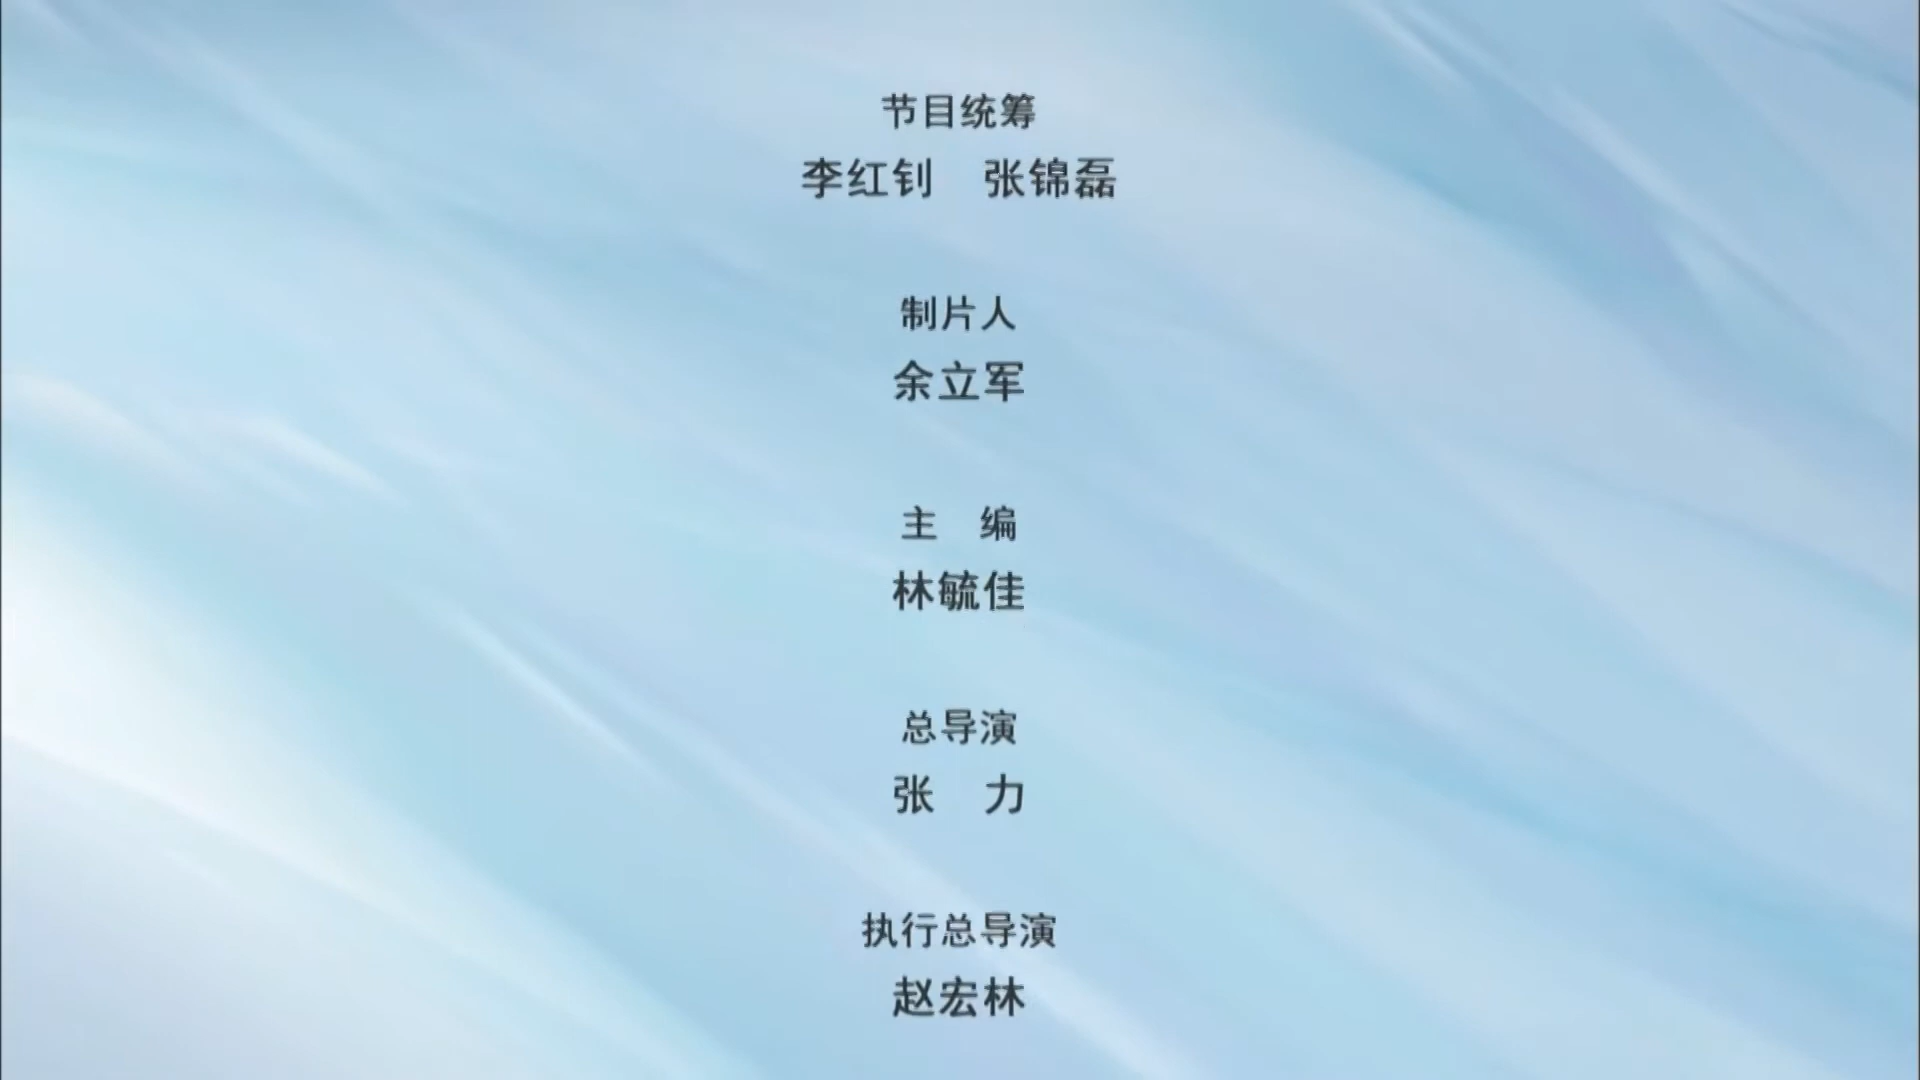 节目统筹
李红钊　张锦磊
制片人
余立军
主　编
林毓佳
总导演
张　力
执行总导演
赵宏林